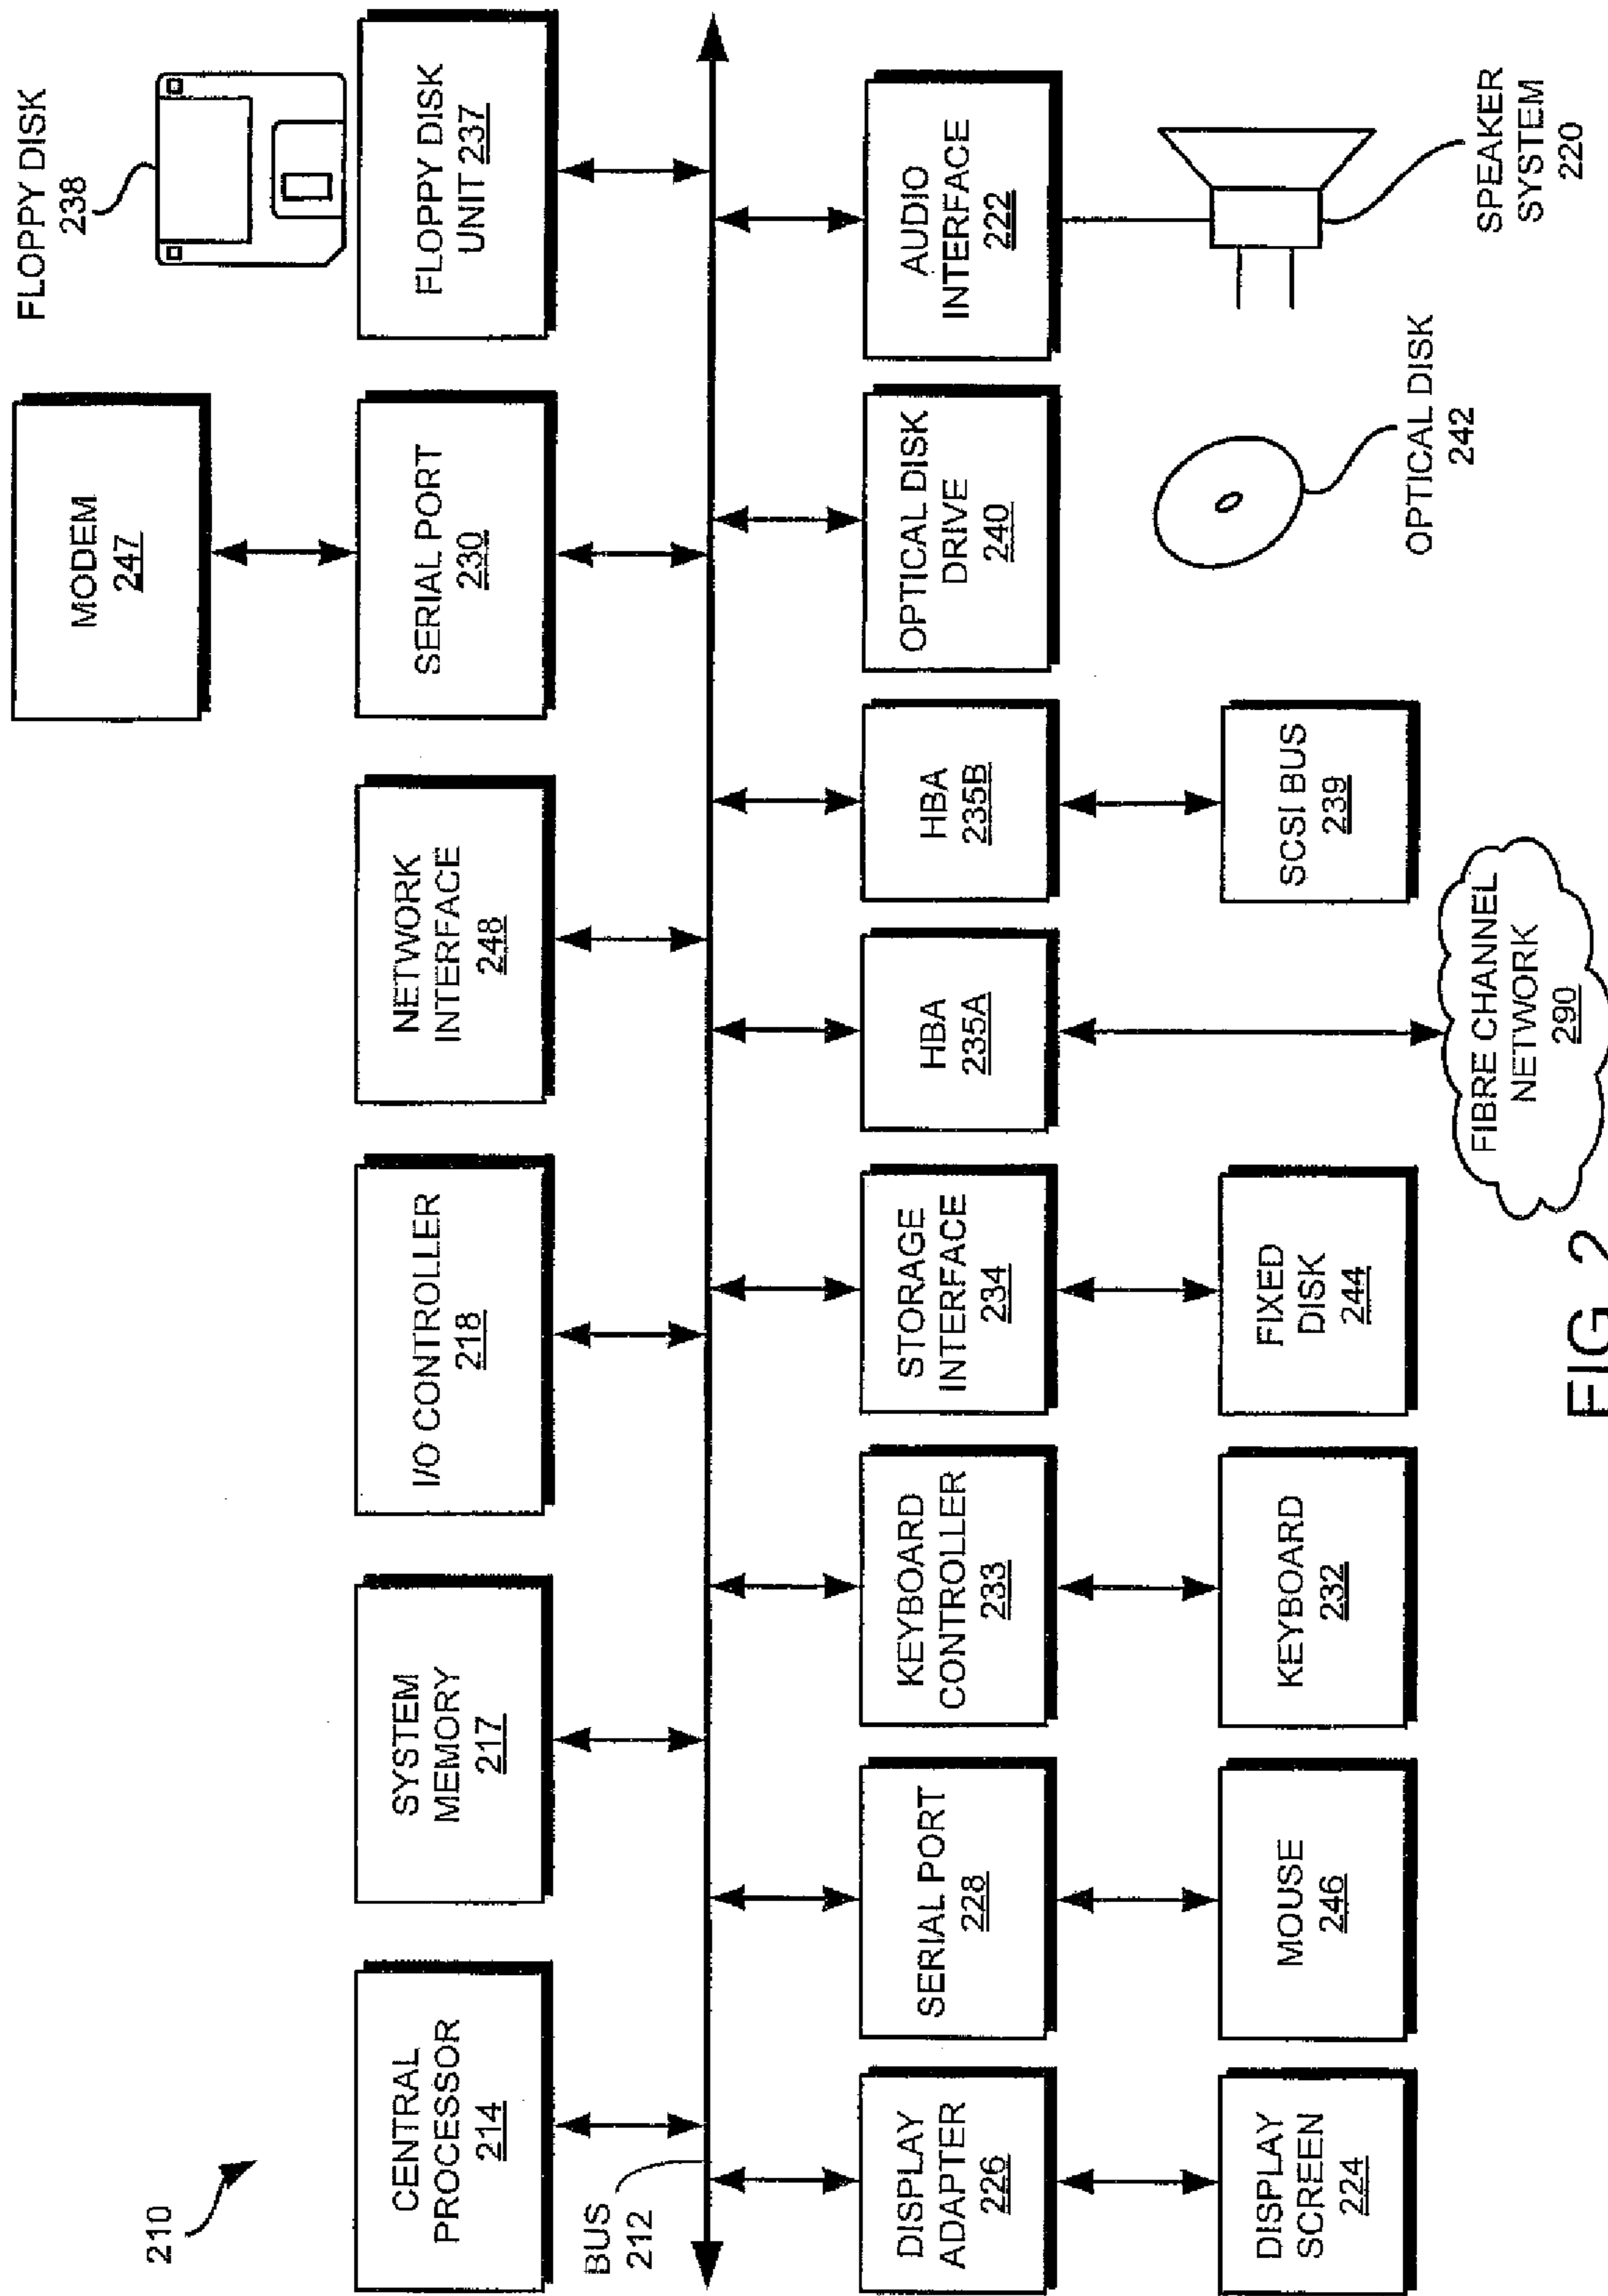 210
CENTRAL
PROCESSOR
214
SYSTEM
MEMORY
217
I/O CONTROLLER
218
NETWORK
INTERFACE
248
MODEM
247
SERIAL PORT
230
FLOPPY DISK
238
FLOPPY DISK
UNIT 237
BUS
212
DISPLAY
ADAPTER
226
SERIAL PORT
228
KEYBOARD
CONTROLLER
233
STORAGE
INTERFACE
234
HBA
235A
HBA
235B
OPTICAL DISK
DRIVE
240
AUDIO
INTERFACE
222
DISPLAY
SCREEN
224
MOUSE
246
KEYBOARD
232
FIXED
DISK
244
SCSI BUS
239
OPTICAL DISK
242
SPEAKER
SYSTEM
220
FIBRE CHANNEL
NETWORK
290
FIG. 2